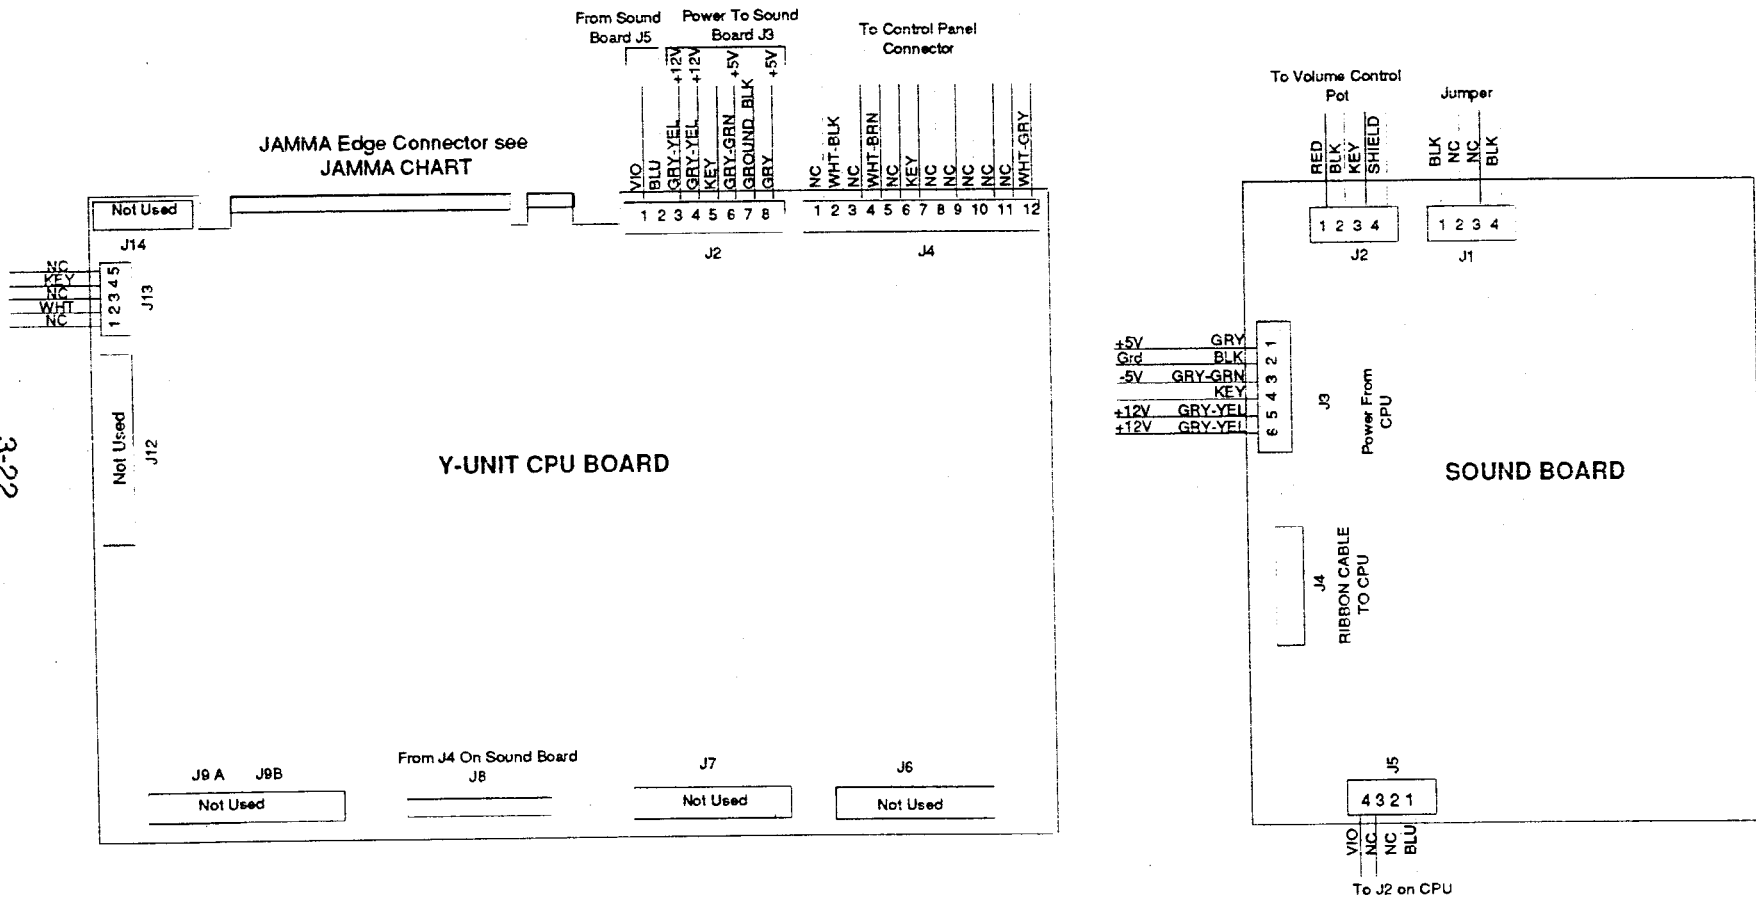 From Sound
Board J5
Power To Sound
Board J3
To Control Panel
Connector
To Volume Control
Pot
Jumper
JAMMA Edge Connector see
JAMMA CHART
+12V
+12V
+5V
+5V
VIO
BLU
GRY-YEL
GRY-YEL
KEY
GRY-GRN
GROUND BLK
GRY
NC
WHT-BLK
NC
WHT-BRN
NC
KEY
NC
NC
NC
NC
NC
WHT-GRY
1 2 3 4 5 6 7 8
J2
1 2 3 4 5 6 7 8 9 10 11 12
J4
Not Used
J14
NC
KEY
NC
WHT
NC
1 2 3 4 5
J13
Not Used
J12
3-22
Y-UNIT CPU BOARD
J9 A J9B
Not Used
From J4 On Sound Board
J8
J7
Not Used
J6
Not Used
RED
BLK
KEY
SHIELD
1 2 3 4
J2
BLK
NC
NC
BLK
1 2 3 4
J1
+5V GRY 1
Grd BLK 2
-5V GRY-GRN 3
KEY 4
+12V GRY-YEL 5
+12V GRY-YEL 6
J3
Power From
CPU
SOUND BOARD
J4
RIBBON CABLE
TO CPU
J5
4 3 2 1
VIO
NC
NC
BLU
To J2 on CPU